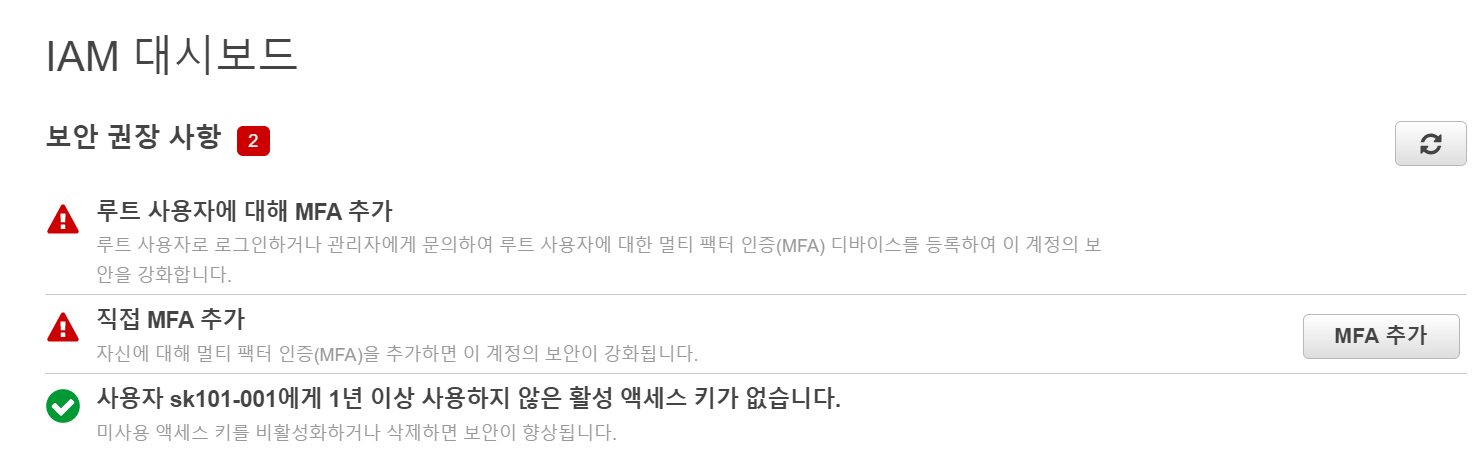 IAM 대시보드
보안 권장 사항 2
루트 사용자에 대해 MFA 추가
루트 사용자로 로그인하거나 관리자에게 문의하여 루트 사용자에 대한 멀티 팩터 인증(MFA) 디바이스를 등록하여 이 계정의 보
안을 강화합니다.
직접 MFA 추가
MFA 추가
자신에 대해 멀티 팩터 인증(MFA)을 추가하면 이 계정의 보안이 강화됩니다.
사용자 sk101-001에게 1년 이상 사용하지 않은 활성 액세스 키가 없습니다.
미사용 액세스 키를 비활성화하거나 삭제하면 보안이 향상됩니다.